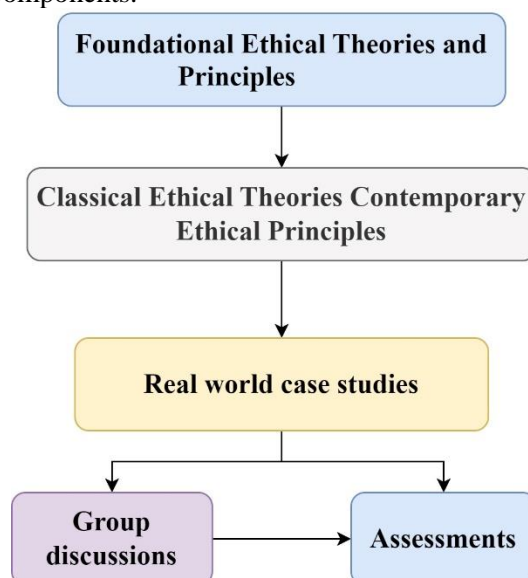 omponents.
Foundational Ethical Theories and
Principles
Classical Ethical Theories Contemporary
Ethical Principles
Real world case studies
Group
discussions
Assessments